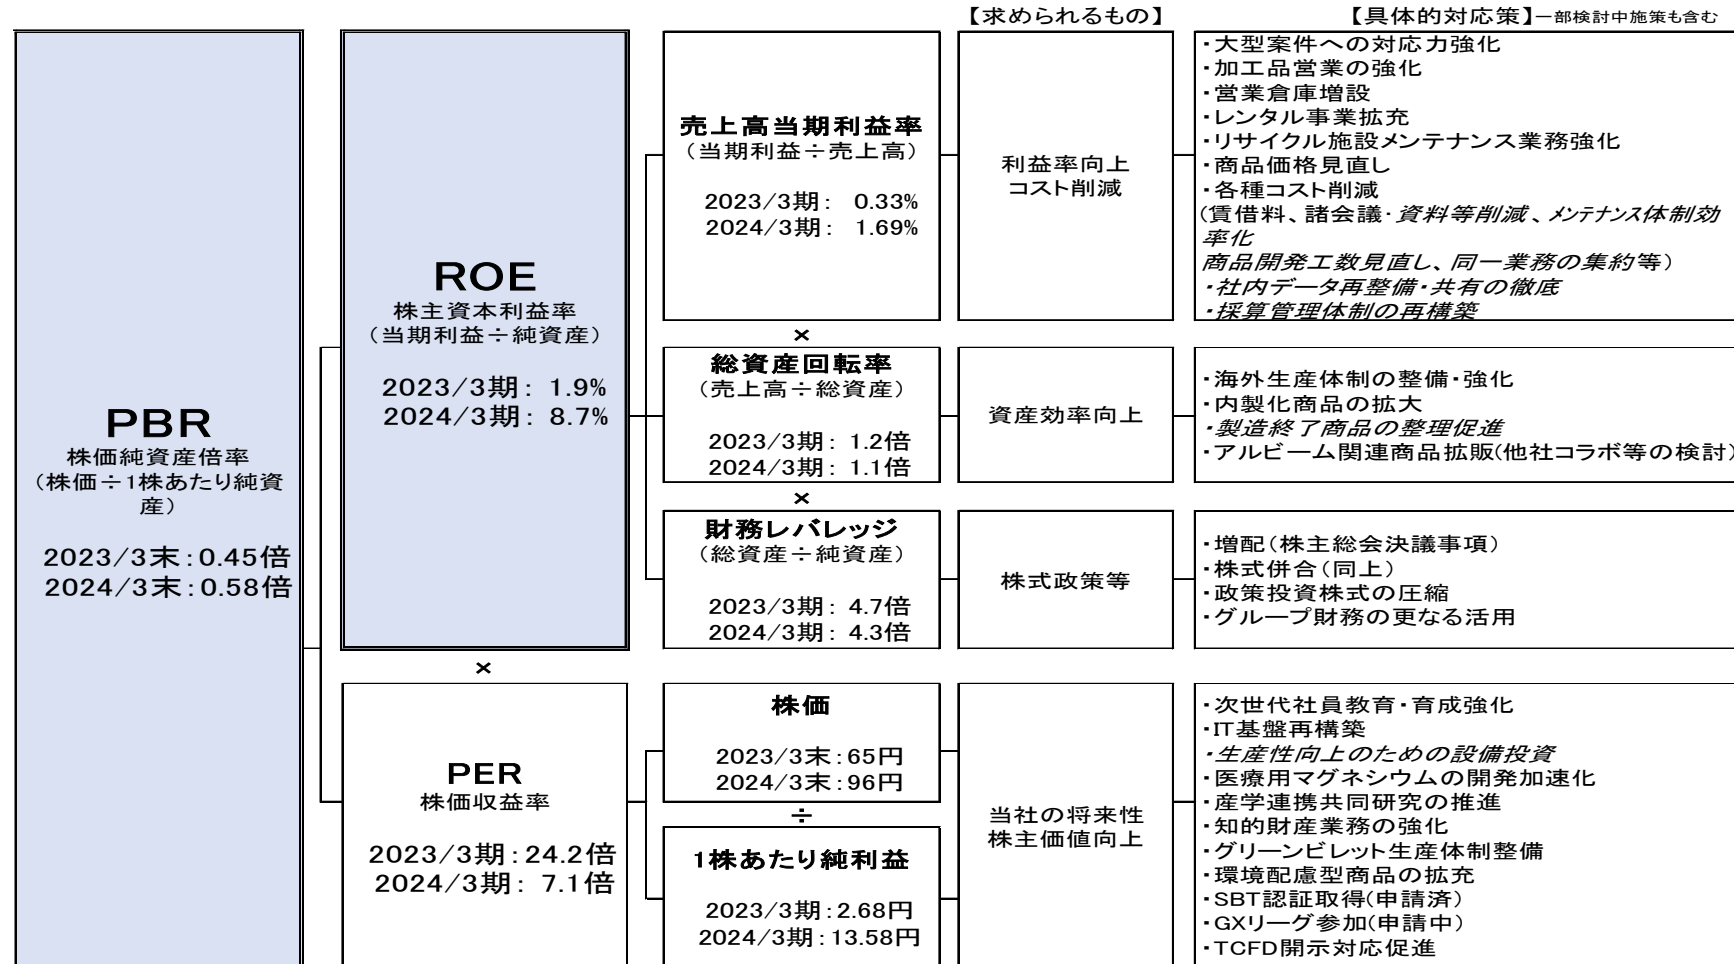 【求められるもの】
【具体的対応策】一部検討中施策も含む
PBR
株価純資産倍率
（株価÷1株あたり純資
産）
2023/3末：0.45倍
2024/3末：0.58倍
ROE
株主資本利益率
（当期利益÷純資産）
2023/3期： 1.9%
2024/3期： 8.7%
×
PER
株価収益率
2023/3期：24.2倍
2024/3期： 7.1倍
売上高当期利益率
（当期利益÷売上高）
2023/3期： 0.33%
2024/3期： 1.69%
×
総資産回転率
（売上高÷総資産）
2023/3期： 1.2倍
2024/3期： 1.1倍
×
財務レバレッジ
（総資産÷純資産）
2023/3期： 4.7倍
2024/3期： 4.3倍
株価
2023/3末：65円
2024/3末：96円
÷
1株あたり純利益
2023/3期：2.68円
2024/3期：13.58円
利益率向上
コスト削減
資産効率向上
株式政策等
当社の将来性
株主価値向上
・大型案件への対応力強化
・加工品営業の強化
・営業倉庫増設
・レンタル事業拡充
・リサイクル施設メンテナンス業務強化
・商品価格見直し
・各種コスト削減
（賃借料、諸会議・資料等削減、メンテナンス体制効
率化
商品開発工数見直し、同一業務の集約等）
・社内データ再整備・共有の徹底
・採算管理体制の再構築
・海外生産体制の整備・強化
・内製化商品の拡大
・製造終了商品の整理促進
・アルビーム関連商品拡販(他社コラボ等の検討)
・増配（株主総会決議事項）
・株式併合（同上）
・政策投資株式の圧縮
・グループ財務の更なる活用
・次世代社員教育・育成強化
・IT基盤再構築
・生産性向上のための設備投資
・医療用マグネシウムの開発加速化
・産学連携共同研究の推進
・知的財産業務の強化
・グリーンビレット生産体制整備
・環境配慮型商品の拡充
・SBT認証取得(申請済)
・GXリーグ参加(申請中)
・TCFD開示対応促進